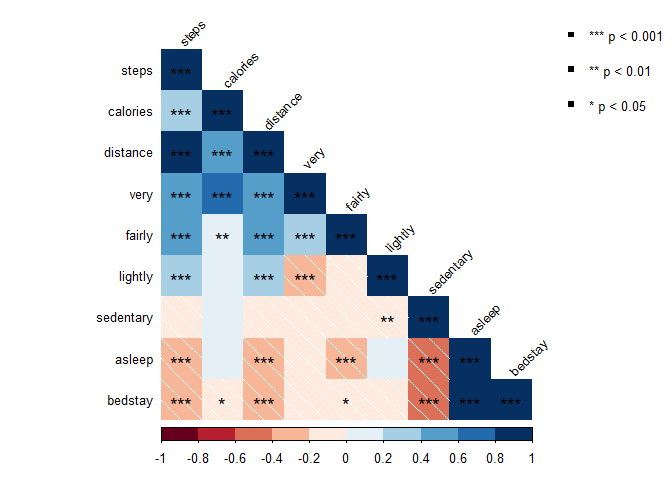 steps
*** p < 0.001
steps ***
calories
** p < 0.01
calories *** ***
distance
* p < 0.05
distance *** *** ***
very
very *** *** *** ***
fairly
fairly *** ** *** *** ***
lightly
lightly *** *** *** ***
sedentary
sedentary ** ***
asleep
asleep *** *** *** *** ***
bedstay
bedstay *** * *** * *** *** ***
-1 -0.8 -0.6 -0.4 -0.2 0 0.2 0.4 0.6 0.8 1